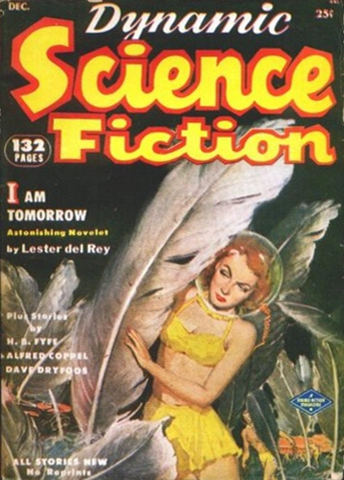 DEC.
Dynamic
25¢
Science
Fiction
132
PAGES
I AM
TOMORROW
Astonishing Novelet
by Lester del Rey
Plus Stories
by
H. B. FYFE
ALFRED COPPEL
DAVE DRYFOOS
ALL STORIES NEW
No Reprints